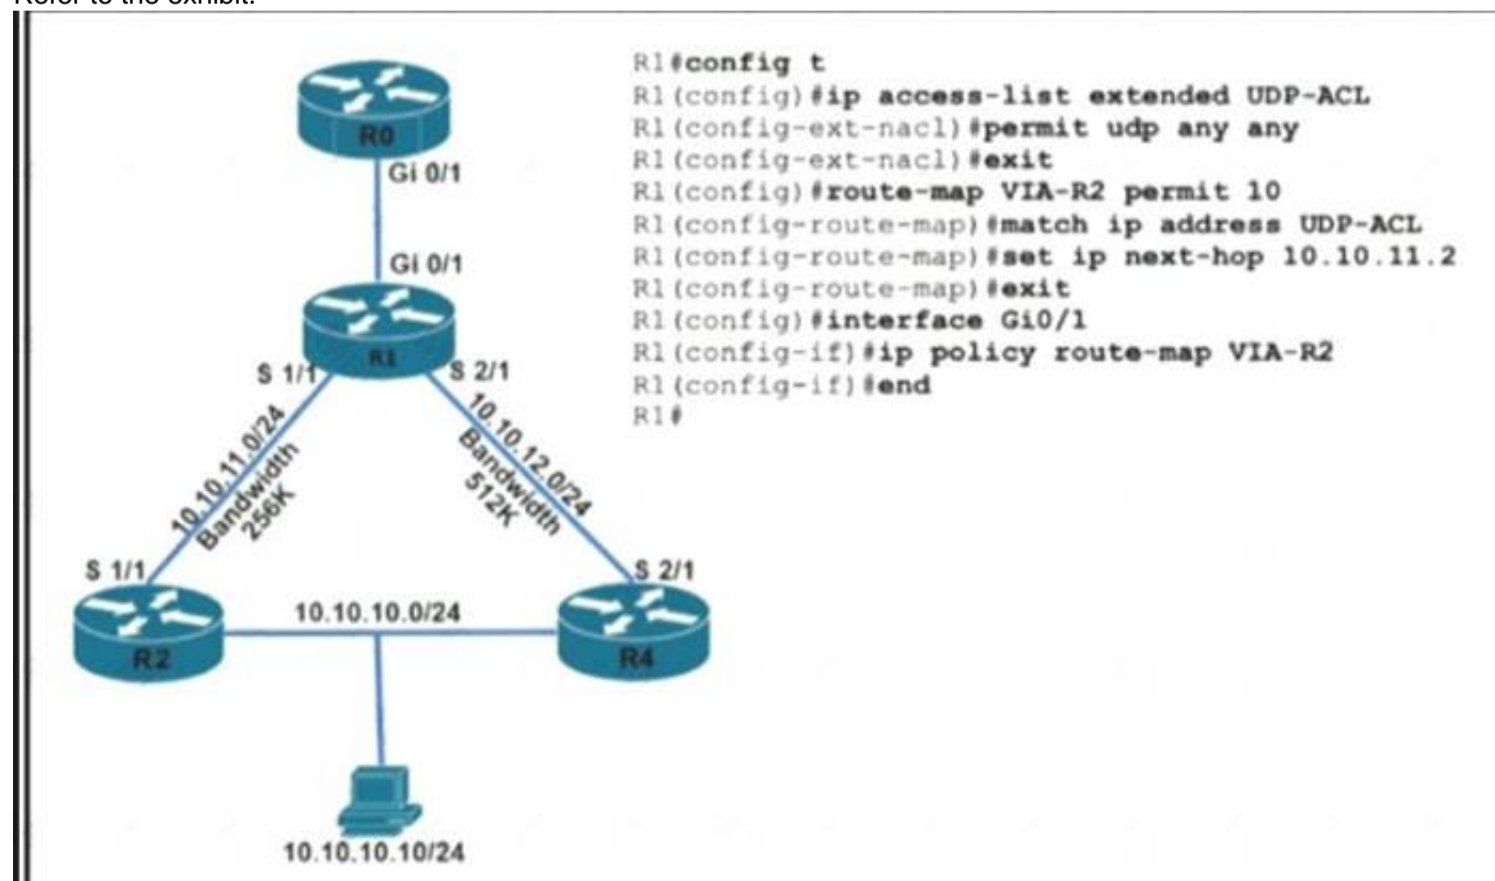 Refer to the exhibit.
R0
Gi 0/1
Gi 0/1
R1
S 1/1
S 2/1
10.10.11.0/24
Bandwidth
256K
10.10.12.0/24
Bandwidth
512K
S 1/1
S 2/1
R2
10.10.10.0/24
R4
10.10.10.10/24
R1#config t
R1(config)#ip access-list extended UDP-ACL
R1(config-ext-nacl)#permit udp any any
R1(config-ext-nacl)#exit
R1(config)#route-map VIA-R2 permit 10
R1(config-route-map)#match ip address UDP-ACL
R1(config-route-map)#set ip next-hop 10.10.11.2
R1(config-route-map)#exit
R1(config)#interface Gi0/1
R1(config-if)#ip policy route-map VIA-R2
R1(config-if)#end
R1#